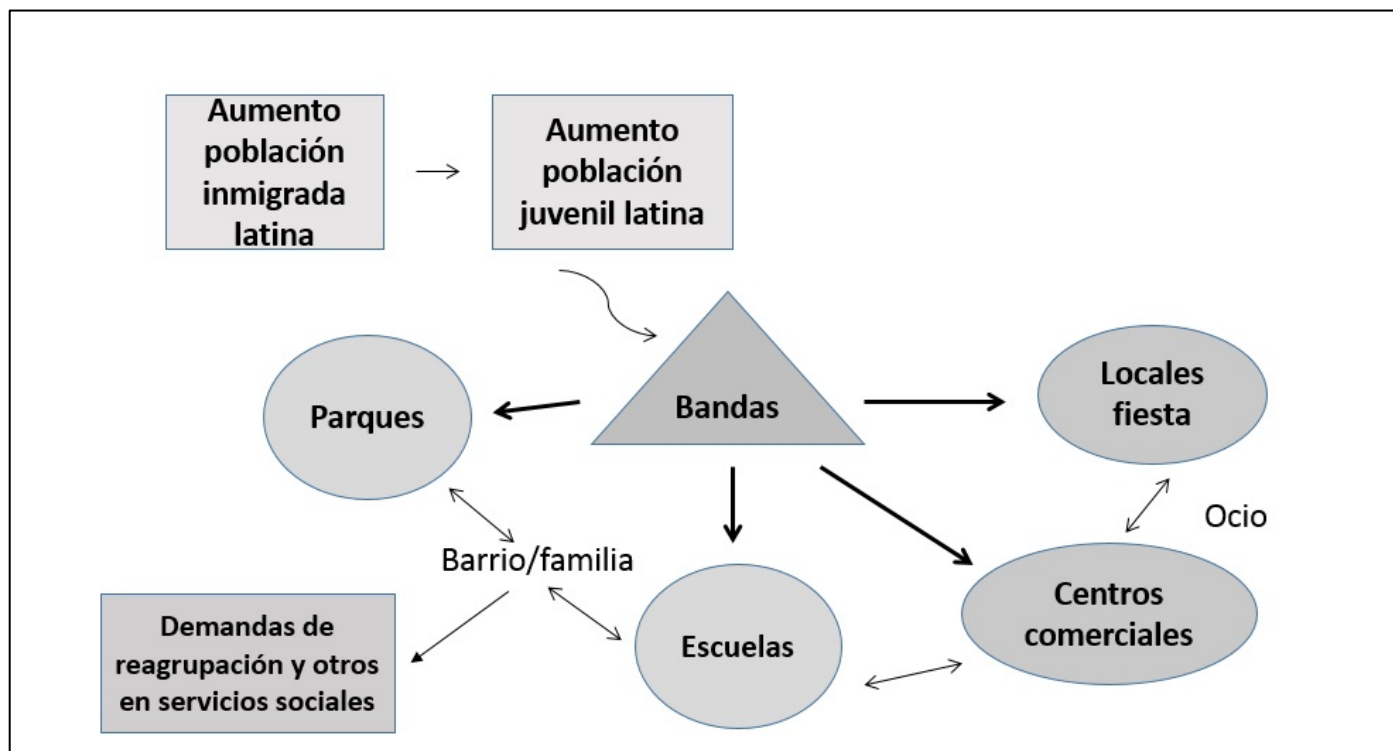 Aumento
población
inmigrada
latina
Aumento
población
juvenil latina
Bandas
Parques
Locales
fiesta
Ocio
Barrio/familia
Escuelas
Centros
comerciales
Demandas de
reagrupación y otros
en servicios sociales